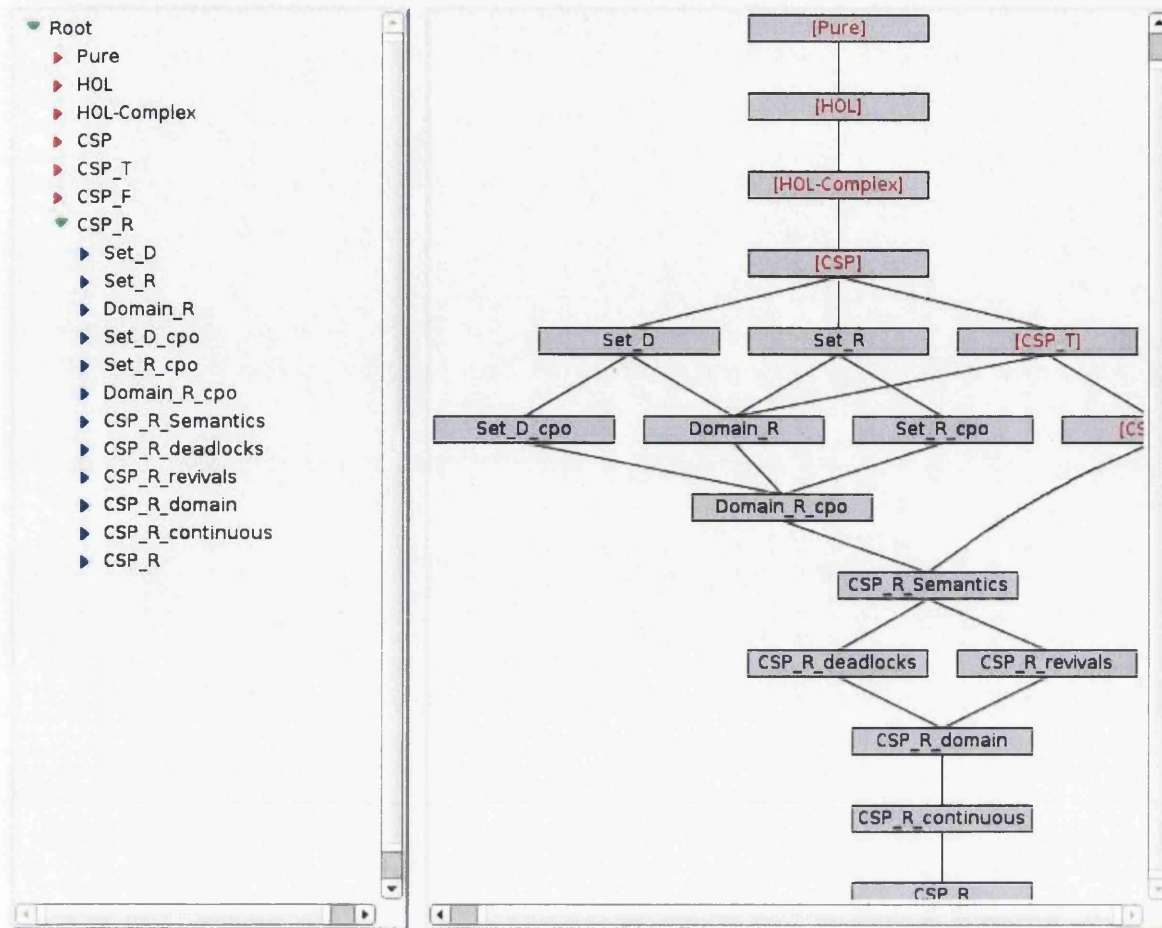 Root
Pure
HOL
HOL-Complex
CSP
CSP_T
CSP_F
CSP_R
Set_D
Set_R
Domain_R
Set_D_cpo
Set_R_cpo
Domain_R_cpo
CSP_R_Semantics
CSP_R_deadlocks
CSP_R_revivals
CSP_R_domain
CSP_R_continuous
CSP_R
[Pure]
[HOL]
[HOL-Complex]
[CSP]
Set_D Set_R [CSP_T]
Set_D_cpo Domain_R Set_R_cpo [CS
Domain_R_cpo
CSP_R_Semantics
CSP_R_deadlocks CSP_R_revivals
CSP_R_domain
CSP_R_continuous
CSP_R